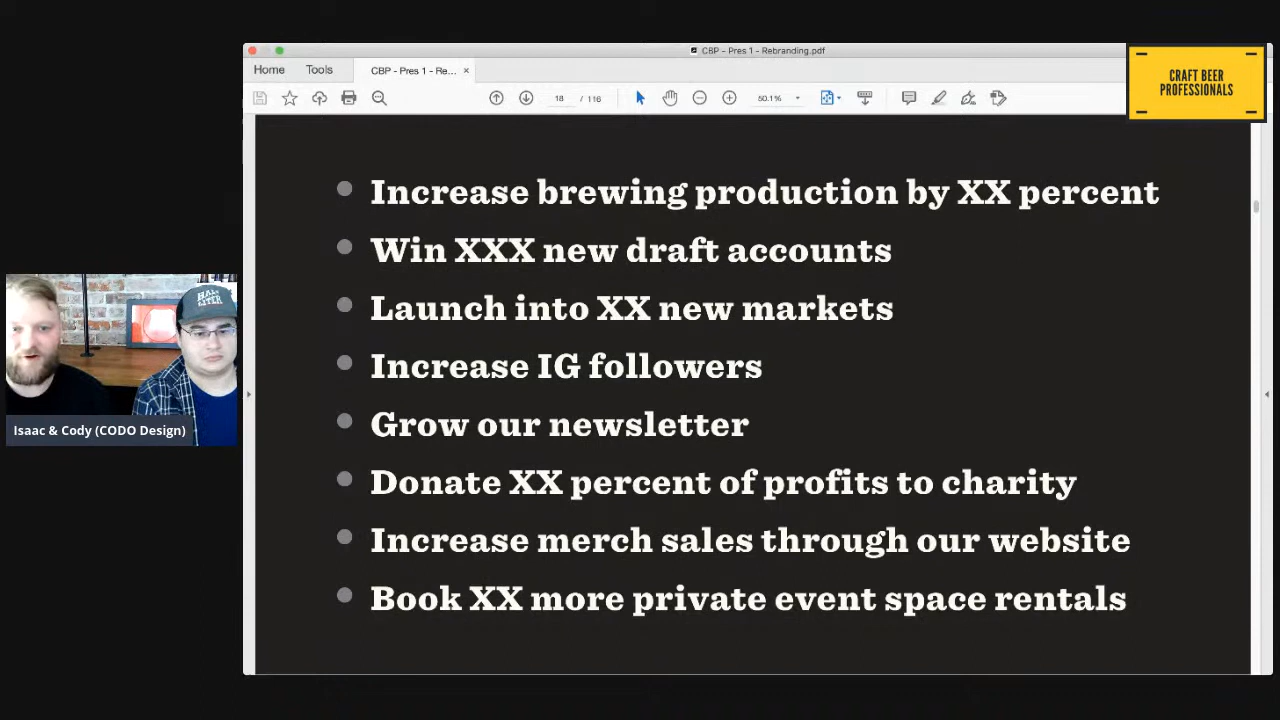 CBP - Pres 1 - Rebranding.pdf
Home Tools CBP - Pres 1 - Re... ×
18 / 116 60.1%
CRAFT BEER
PROFESSIONALS
Increase brewing production by XX percent
Win XXX new draft accounts
Launch into XX new markets
Increase IG followers
Grow our newsletter
Donate XX percent of profits to charity
Increase merch sales through our website
Book XX more private event space rentals
Isaac & Cody (CODO Design)